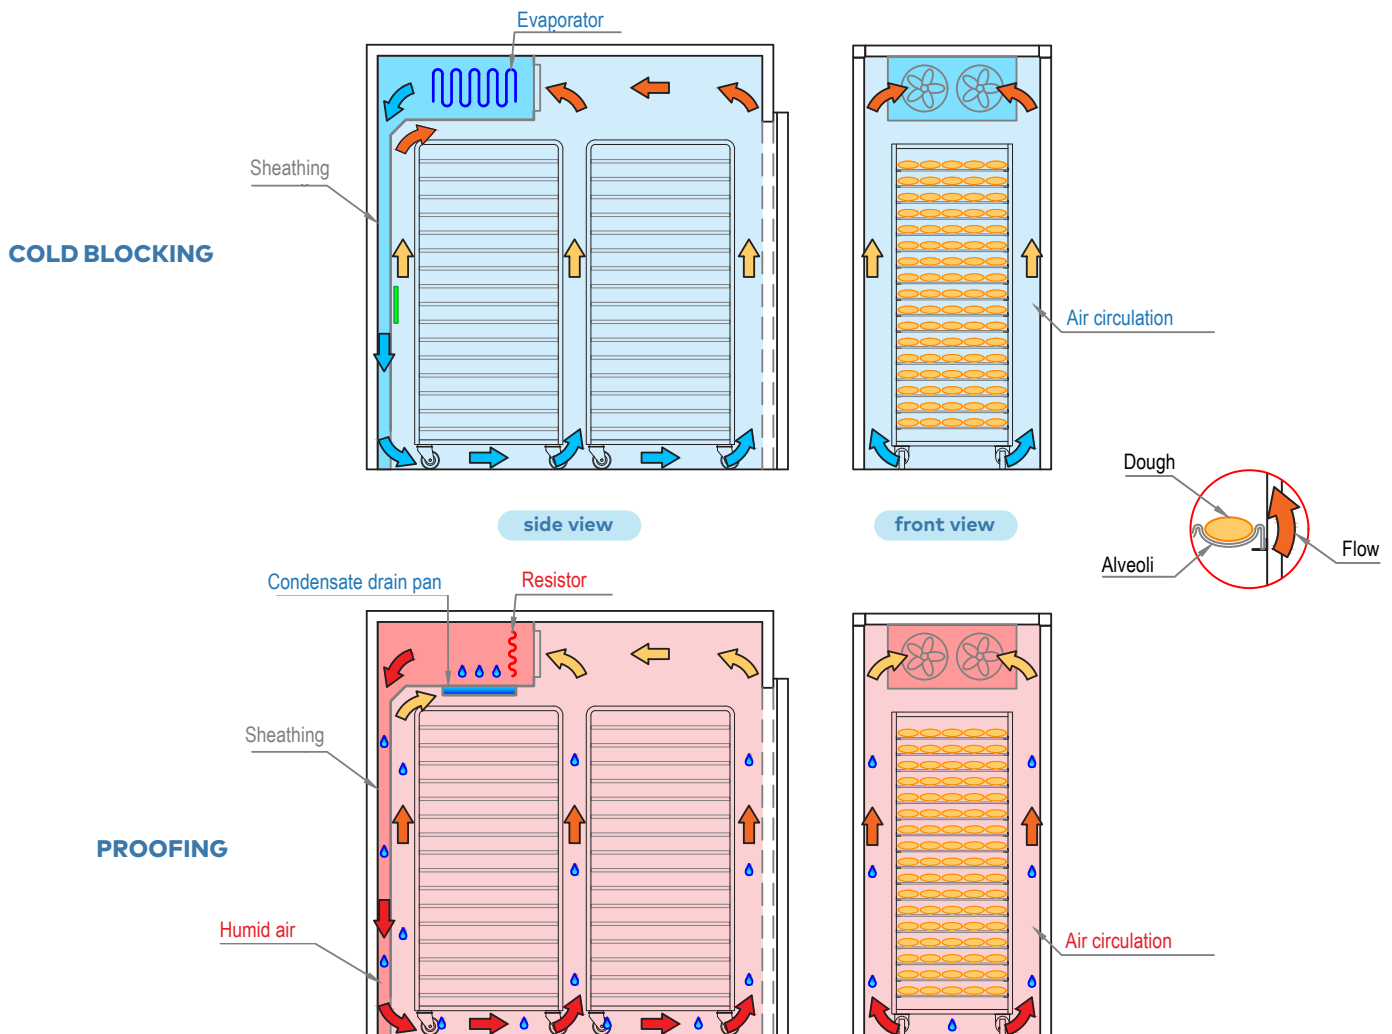 Evaporator
Sheathing
COLD BLOCKING
Air circulation
Dough
side view
front view
Flow
Alveoli
Condensate drain pan
Resistor
Sheathing
PROOFING
Humid air
Air circulation